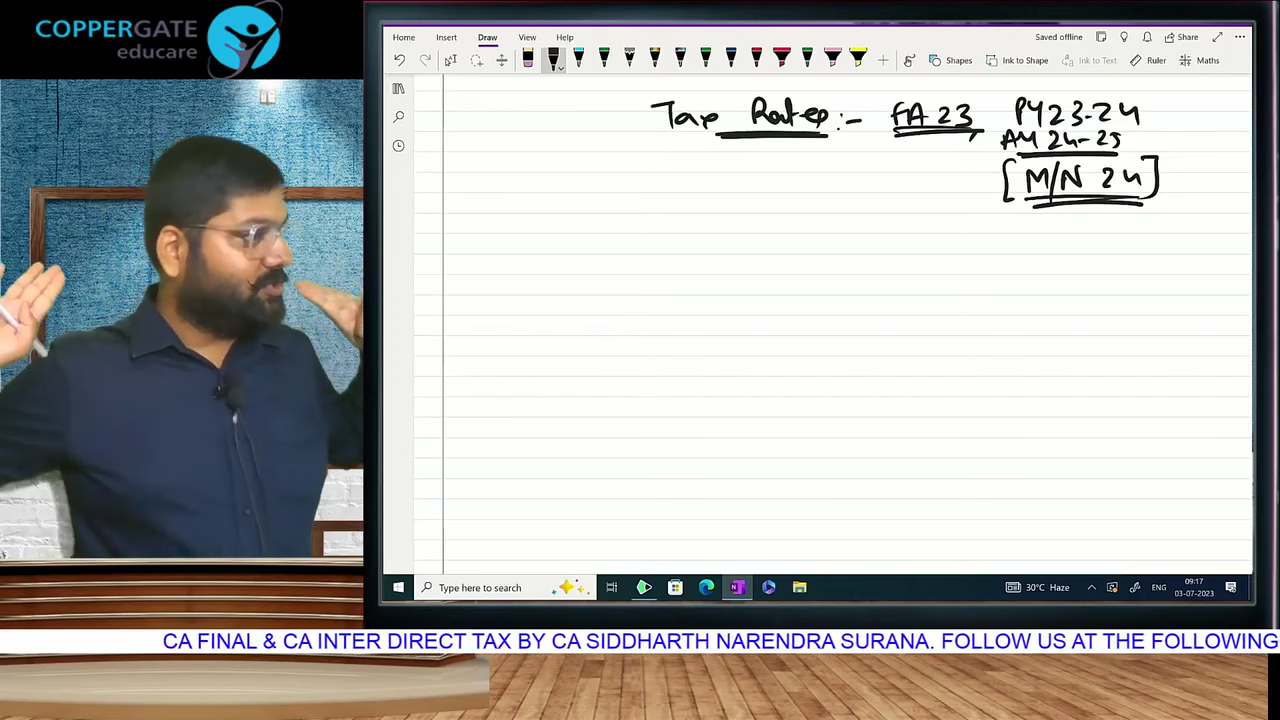 COPPERGATE
educare
Home Insert Draw View Help
Saved offline Share
Shapes Ink to Shape Ink to Text Ruler Maths
Tax Rates :- FA 23 PY 23-24
AY 24-25
[M/N 24]
Type here to search
30°C Haze ENG 09:17
03-07-2023
CA FINAL & CA INTER DIRECT TAX BY CA SIDDHARTH NARENDRA SURANA. FOLLOW US AT THE FOLLOWING